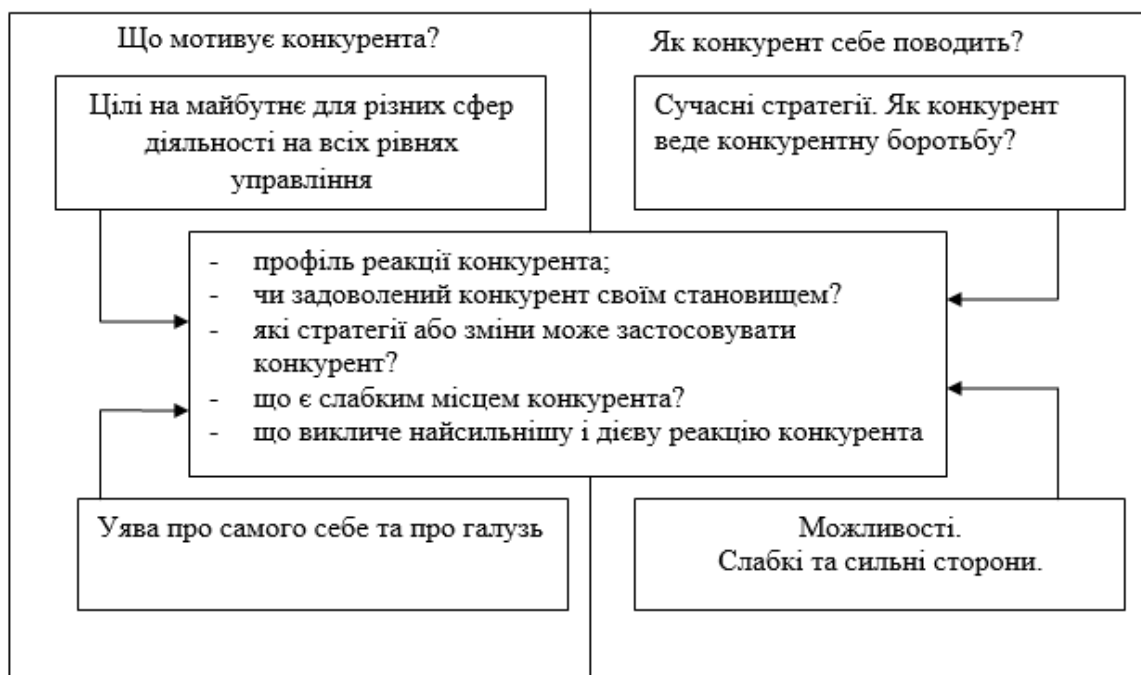 Що мотивує конкурента?
Як конкурент себе поводить?
Цілі на майбутнє для різних сфер
діяльності на всіх рівнях
управління
Сучасні стратегії. Як конкурент
веде конкурентну боротьбу?
- профіль реакції конкурента;
- чи задоволений конкурент своїм становищем?
- які стратегії або зміни може застосовувати
конкурент?
- що є слабким місцем конкурента?
- що викличе найсильнішу і дієву реакцію конкурента
Уява про самого себе та про галузь
Можливості.
Слабкі та сильні сторони.